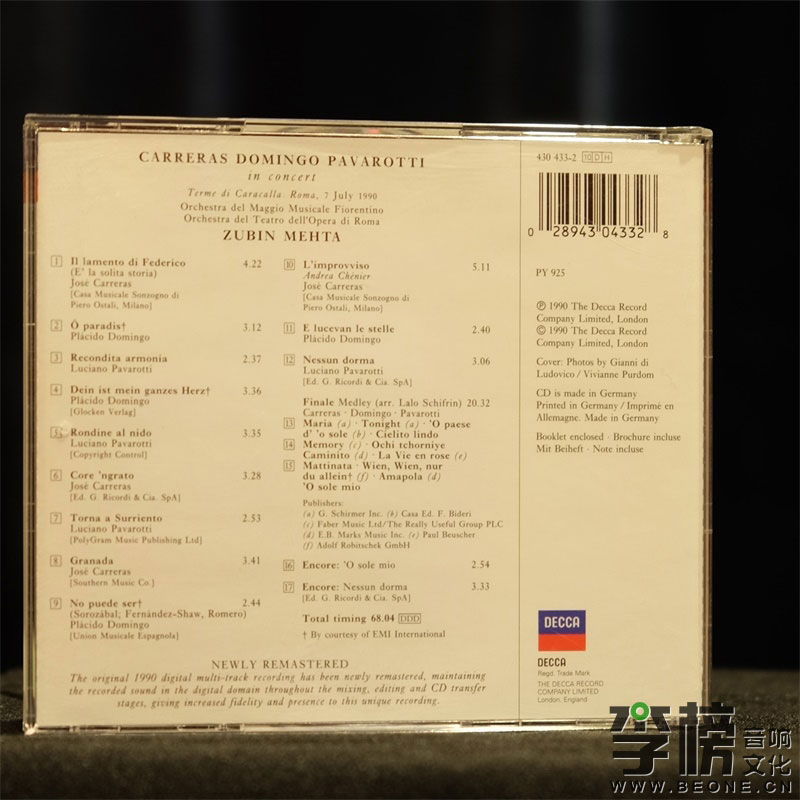 CARRERAS DOMINGO PAVAROTTI
in concert
Terme di Caracalla. Roma, 7 July 1990
Orchestra del Maggio Musicale Fiorentino
Orchestra del Teatro dell'Opera di Roma
ZUBIN MEHTA
1 Il lamento di Federico 4.22
(E' la solita storia)
José Carreras
[Casa Musicale Sonzogno di
Piero Ostali, Milano]
2 Ô paradis† 3.12
Plácido Domingo
3 Recondita armonia 2.37
Luciano Pavarotti
4 Dein ist mein ganzes Herz† 3.36
Plácido Domingo
[Glocken Verlag]
5 Rondine al nido 3.35
Luciano Pavarotti
[Copyright Control]
6 Core 'ngrato 3.28
José Carreras
[Ed. G. Ricordi & Cia. SpA]
7 Torna a Surriento 2.53
Luciano Pavarotti
[PolyGram Music Publishing Ltd]
8 Granada 3.41
José Carreras
[Southern Music Co.]
9 No puede ser† 2.44
(Sorozábal; Fernández-Shaw, Romero)
Plácido Domingo
[Union Musicale Espagnola]
10 L'improvviso 5.11
Andrea Chénier
José Carreras
[Casa Musicale Sonzogno di
Piero Ostali, Milano]
11 E lucevan le stelle 2.40
Plácido Domingo
12 Nessun dorma 3.06
Luciano Pavarotti
[Ed. G. Ricordi & Cia. SpA]
Finale Medley (arr. Lalo Schifrin) 20.32
Carreras · Domingo · Pavarotti
13 Maria (a) · Tonight (a) · 'O paese
d' 'o sole (b) · Cielito lindo
14 Memory (c) · Ochi tchorniye
Caminito (d) · La Vie en rose (e)
15 Mattinata · Wien, Wien, nur
du allein† (f) · Amapola (d)
'O sole mio
Publishers:
(a) G. Schirmer Inc. (b) Casa Ed. F. Bideri
(c) Faber Music Ltd/The Really Useful Group PLC
(d) E.B. Marks Music Inc. (e) Paul Beuscher
(f) Adolf Robitschek GmbH
16 Encore: 'O sole mio 2.54
17 Encore: Nessun dorma 3.33
[Ed. G. Ricordi & Cia. SpA]
Total timing 68.04 DDD
† By courtesy of EMI International
NEWLY REMASTERED
The original 1990 digital multi-track recording has been newly remastered, maintaining
the recorded sound in the digital domain throughout the mixing, editing and CD transfer
stages, giving increased fidelity and presence to this unique recording.
430 433-2 10 D H
0 28943 04332 8
PY 925
℗ 1990 The Decca Record
Company Limited, London
© 1990 The Decca Record
Company Limited, London
Cover: Photos by Gianni di
Ludovico / Vivianne Purdom
CD is made in Germany
Printed in Germany / Imprimé en
Allemagne. Made in Germany
Booklet enclosed · Brochure incluse
Mit Beiheft · Note incluse
DECCA
DECCA
Regd. Trade Mark
THE DECCA RECORD
COMPANY LIMITED
London, England
李榜音响
文化
WWW.BEONE.CN